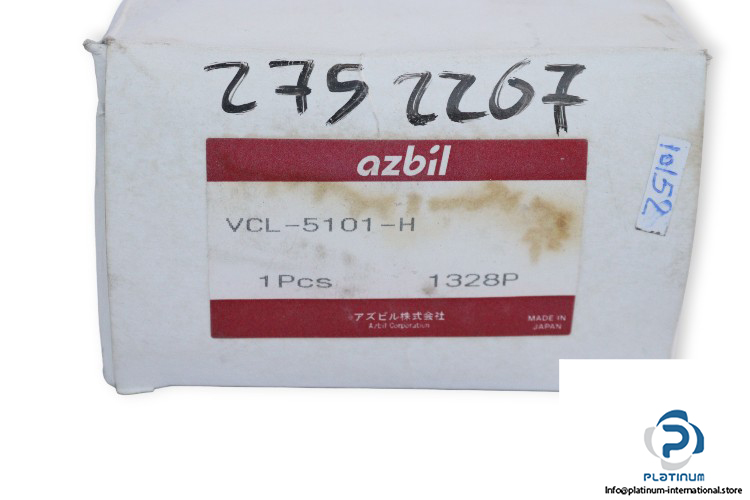 275 2267
azbil
10152
VCL-5101-H
1Pcs 1328P
アズビル株式会社
Azbil Corporation
MADE IN
JAPAN
PLATINUM
Info@platinum-international.store